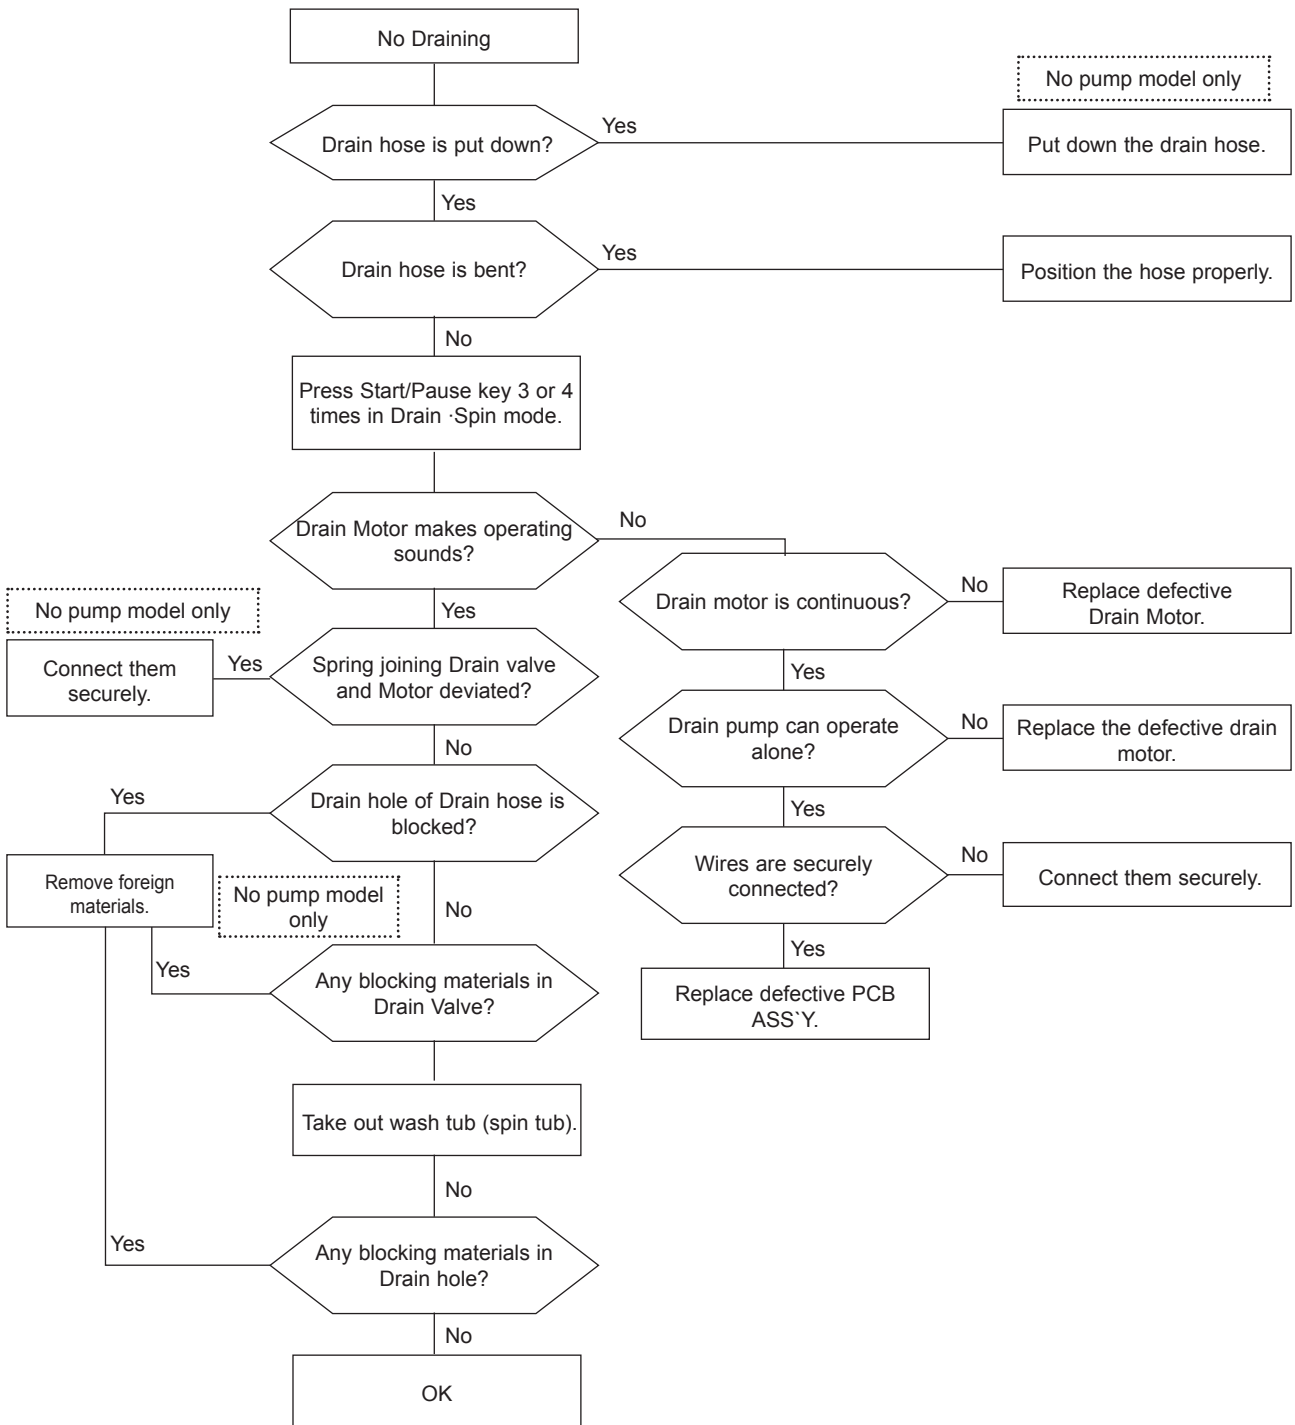 No Draining
No pump model only
Drain hose is put down?
Yes
Put down the drain hose.
Yes
Drain hose is bent?
Yes
Position the hose properly.
No
Press Start/Pause key 3 or 4
times in Drain ·Spin mode.
Drain Motor makes operating
sounds?
No
Drain motor is continuous?
No
Replace defective
Drain Motor.
Yes
No pump model only
Connect them
securely.
Yes
Spring joining Drain valve
and Motor deviated?
Yes
Drain pump can operate
alone?
No
Replace the defective drain
motor.
No
Yes
Drain hole of Drain hose is
blocked?
Yes
Wires are securely
connected?
No
Connect them securely.
Remove foreign
materials.
No pump model
only
No
Yes
Replace defective PCB
ASS`Y.
Yes
Any blocking materials in
Drain Valve?
Take out wash tub (spin tub).
No
Yes
Any blocking materials in
Drain hole?
No
OK